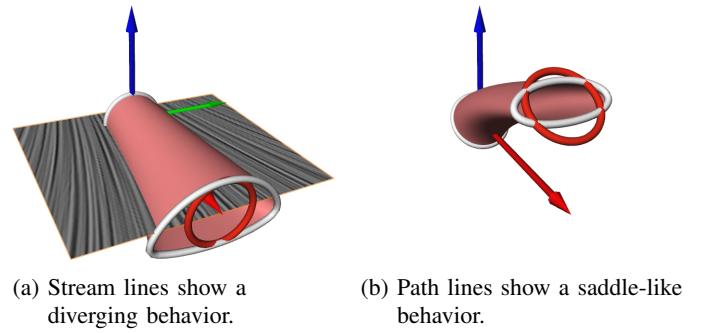 (a) Stream lines show a
diverging behavior.
(b) Path lines show a saddle-like
behavior.